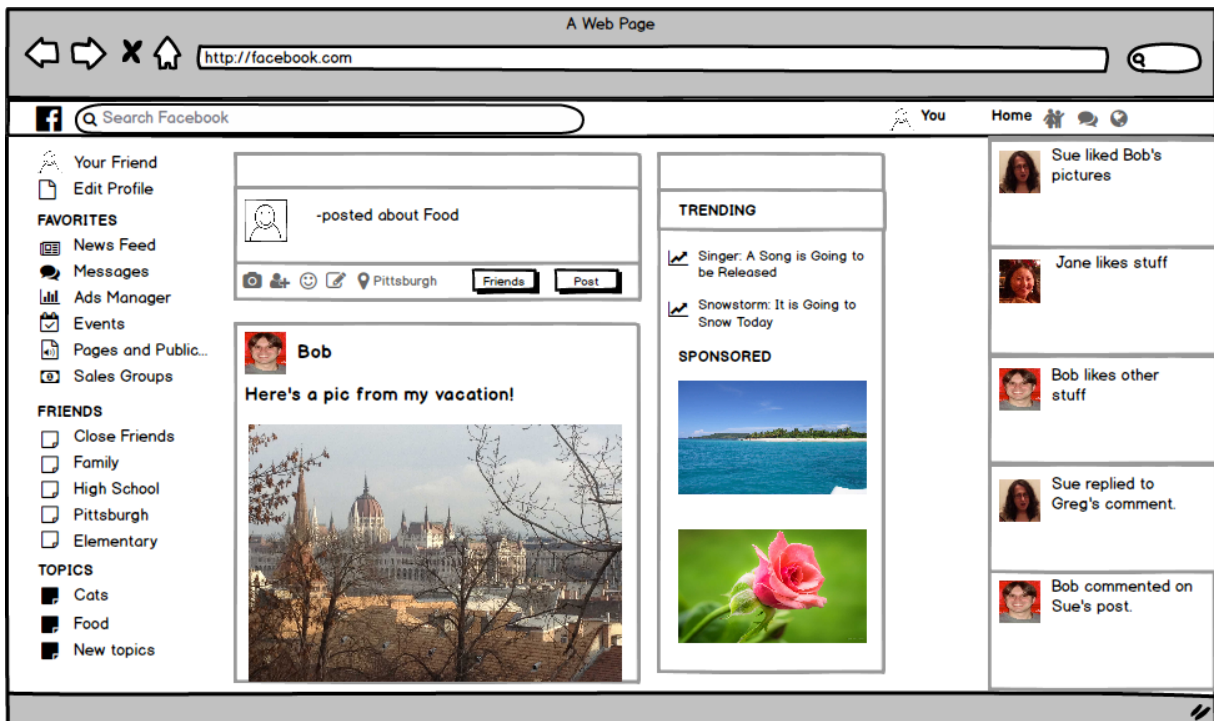 A Web Page
http://facebook.com
f
Search Facebook
You
Home
Your Friend
Edit Profile
FAVORITES
News Feed
Messages
Ads Manager
Events
Pages and Public...
Sales Groups
FRIENDS
Close Friends
Family
High School
Pittsburgh
Elementary
TOPICS
Cats
Food
New topics
-posted about Food
Pittsburgh
Friends
Post
Bob
Here's a pic from my vacation!
TRENDING
Singer: A Song is Going to
be Released
Snowstorm: It is Going to
Snow Today
SPONSORED
Sue liked Bob's
pictures
Jane likes stuff
Bob likes other
stuff
Sue replied to
Greg's comment.
Bob commented on
Sue's post.